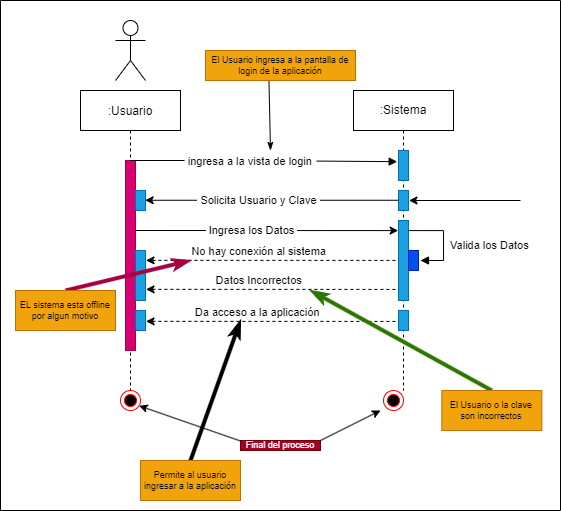 El Usuario ingresa a la pantalla de
login de la aplicación
:Usuario
:Sistema
ingresa a la vista de login
Solicita Usuario y Clave
Ingresa los Datos
Valida los Datos
No hay conexión al sistema
Datos Incorrectos
EL sistema esta offline
por algun motivo
Da acceso a la aplicación
El Usuario o la clave
son incorrectos
Final del proceso
Permite al usuario
ingresar a la aplicación